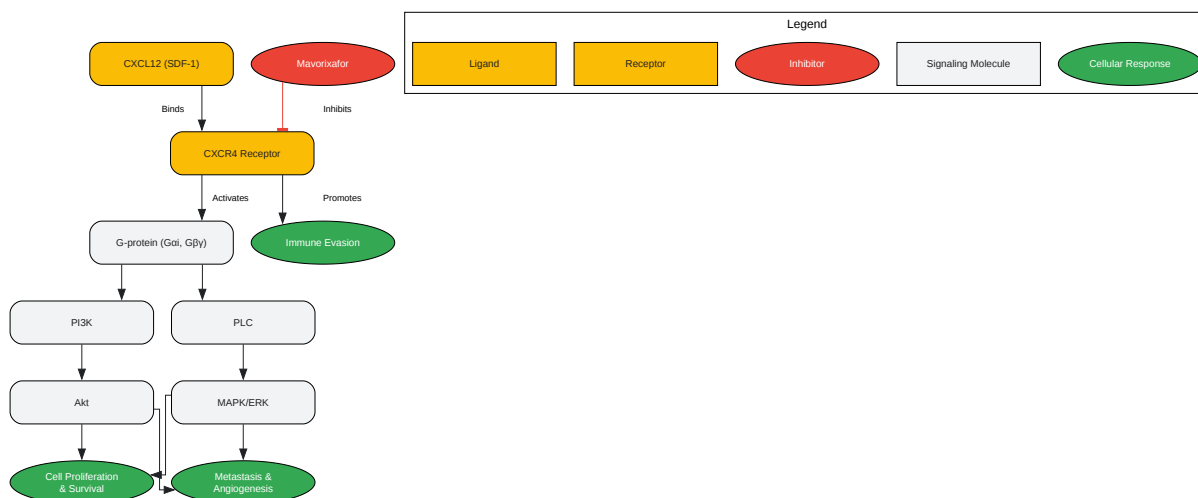 Legend
CXCL12 (SDF-1)
Mavorixafor
Ligand
Receptor
Inhibitor
Signaling Molecule
Cellular Response
Binds
Inhibits
CXCR4 Receptor
Activates
Promotes
G-protein (Gαi, Gβγ)
Immune Evasion
PI3K
PLC
Akt
MAPK/ERK
Cell Proliferation
& Survival
Metastasis &
Angiogenesis